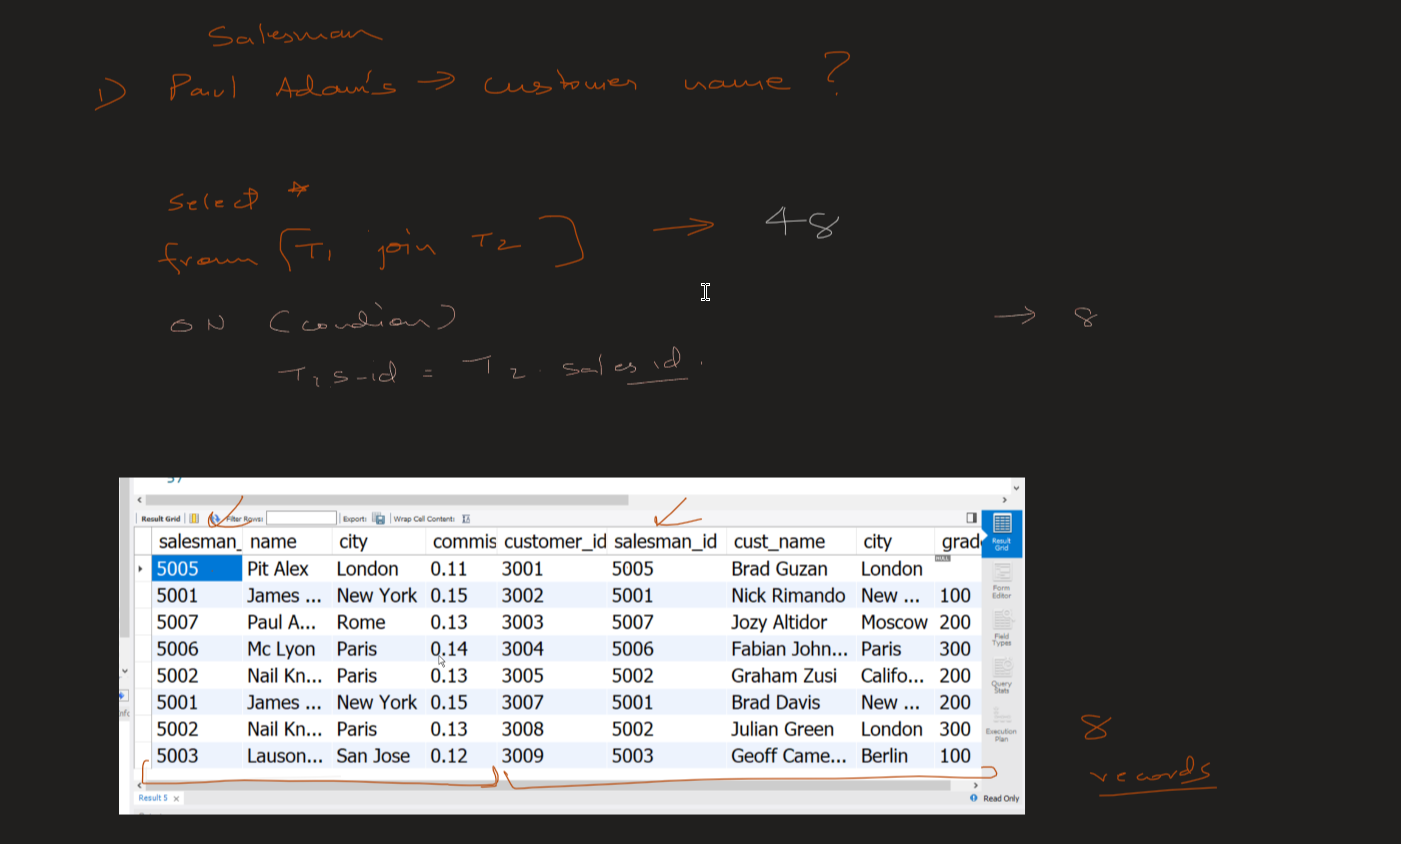 Salesman
1) Paul Adam's → customer name ?
Select *
from [T1 join T2] → 48
ON (condian)
→ 8
T1 s-id = T2. sales id.
37
Result Grid Filter Rows: Export: Wrap Cell Content:
salesman_ name city commis customer_id salesman_id cust_name city grad
5005 Pit Alex London 0.11 3001 5005 Brad Guzan London NULL
5001 James ... New York 0.15 3002 5001 Nick Rimando New ... 100
5007 Paul A... Rome 0.13 3003 5007 Jozy Altidor Moscow 200
5006 Mc Lyon Paris 0.14 3004 5006 Fabian John... Paris 300
5002 Nail Kn... Paris 0.13 3005 5002 Graham Zusi Califo... 200
5001 James ... New York 0.15 3007 5001 Brad Davis New ... 200
5002 Nail Kn... Paris 0.13 3008 5002 Julian Green London 300
5003 Lauson... San Jose 0.12 3009 5003 Geoff Came... Berlin 100
Result
Grid
Form
Editor
Field
Types
Query
Stats
Execution
Plan
Result 5 x
Read Only
8
records